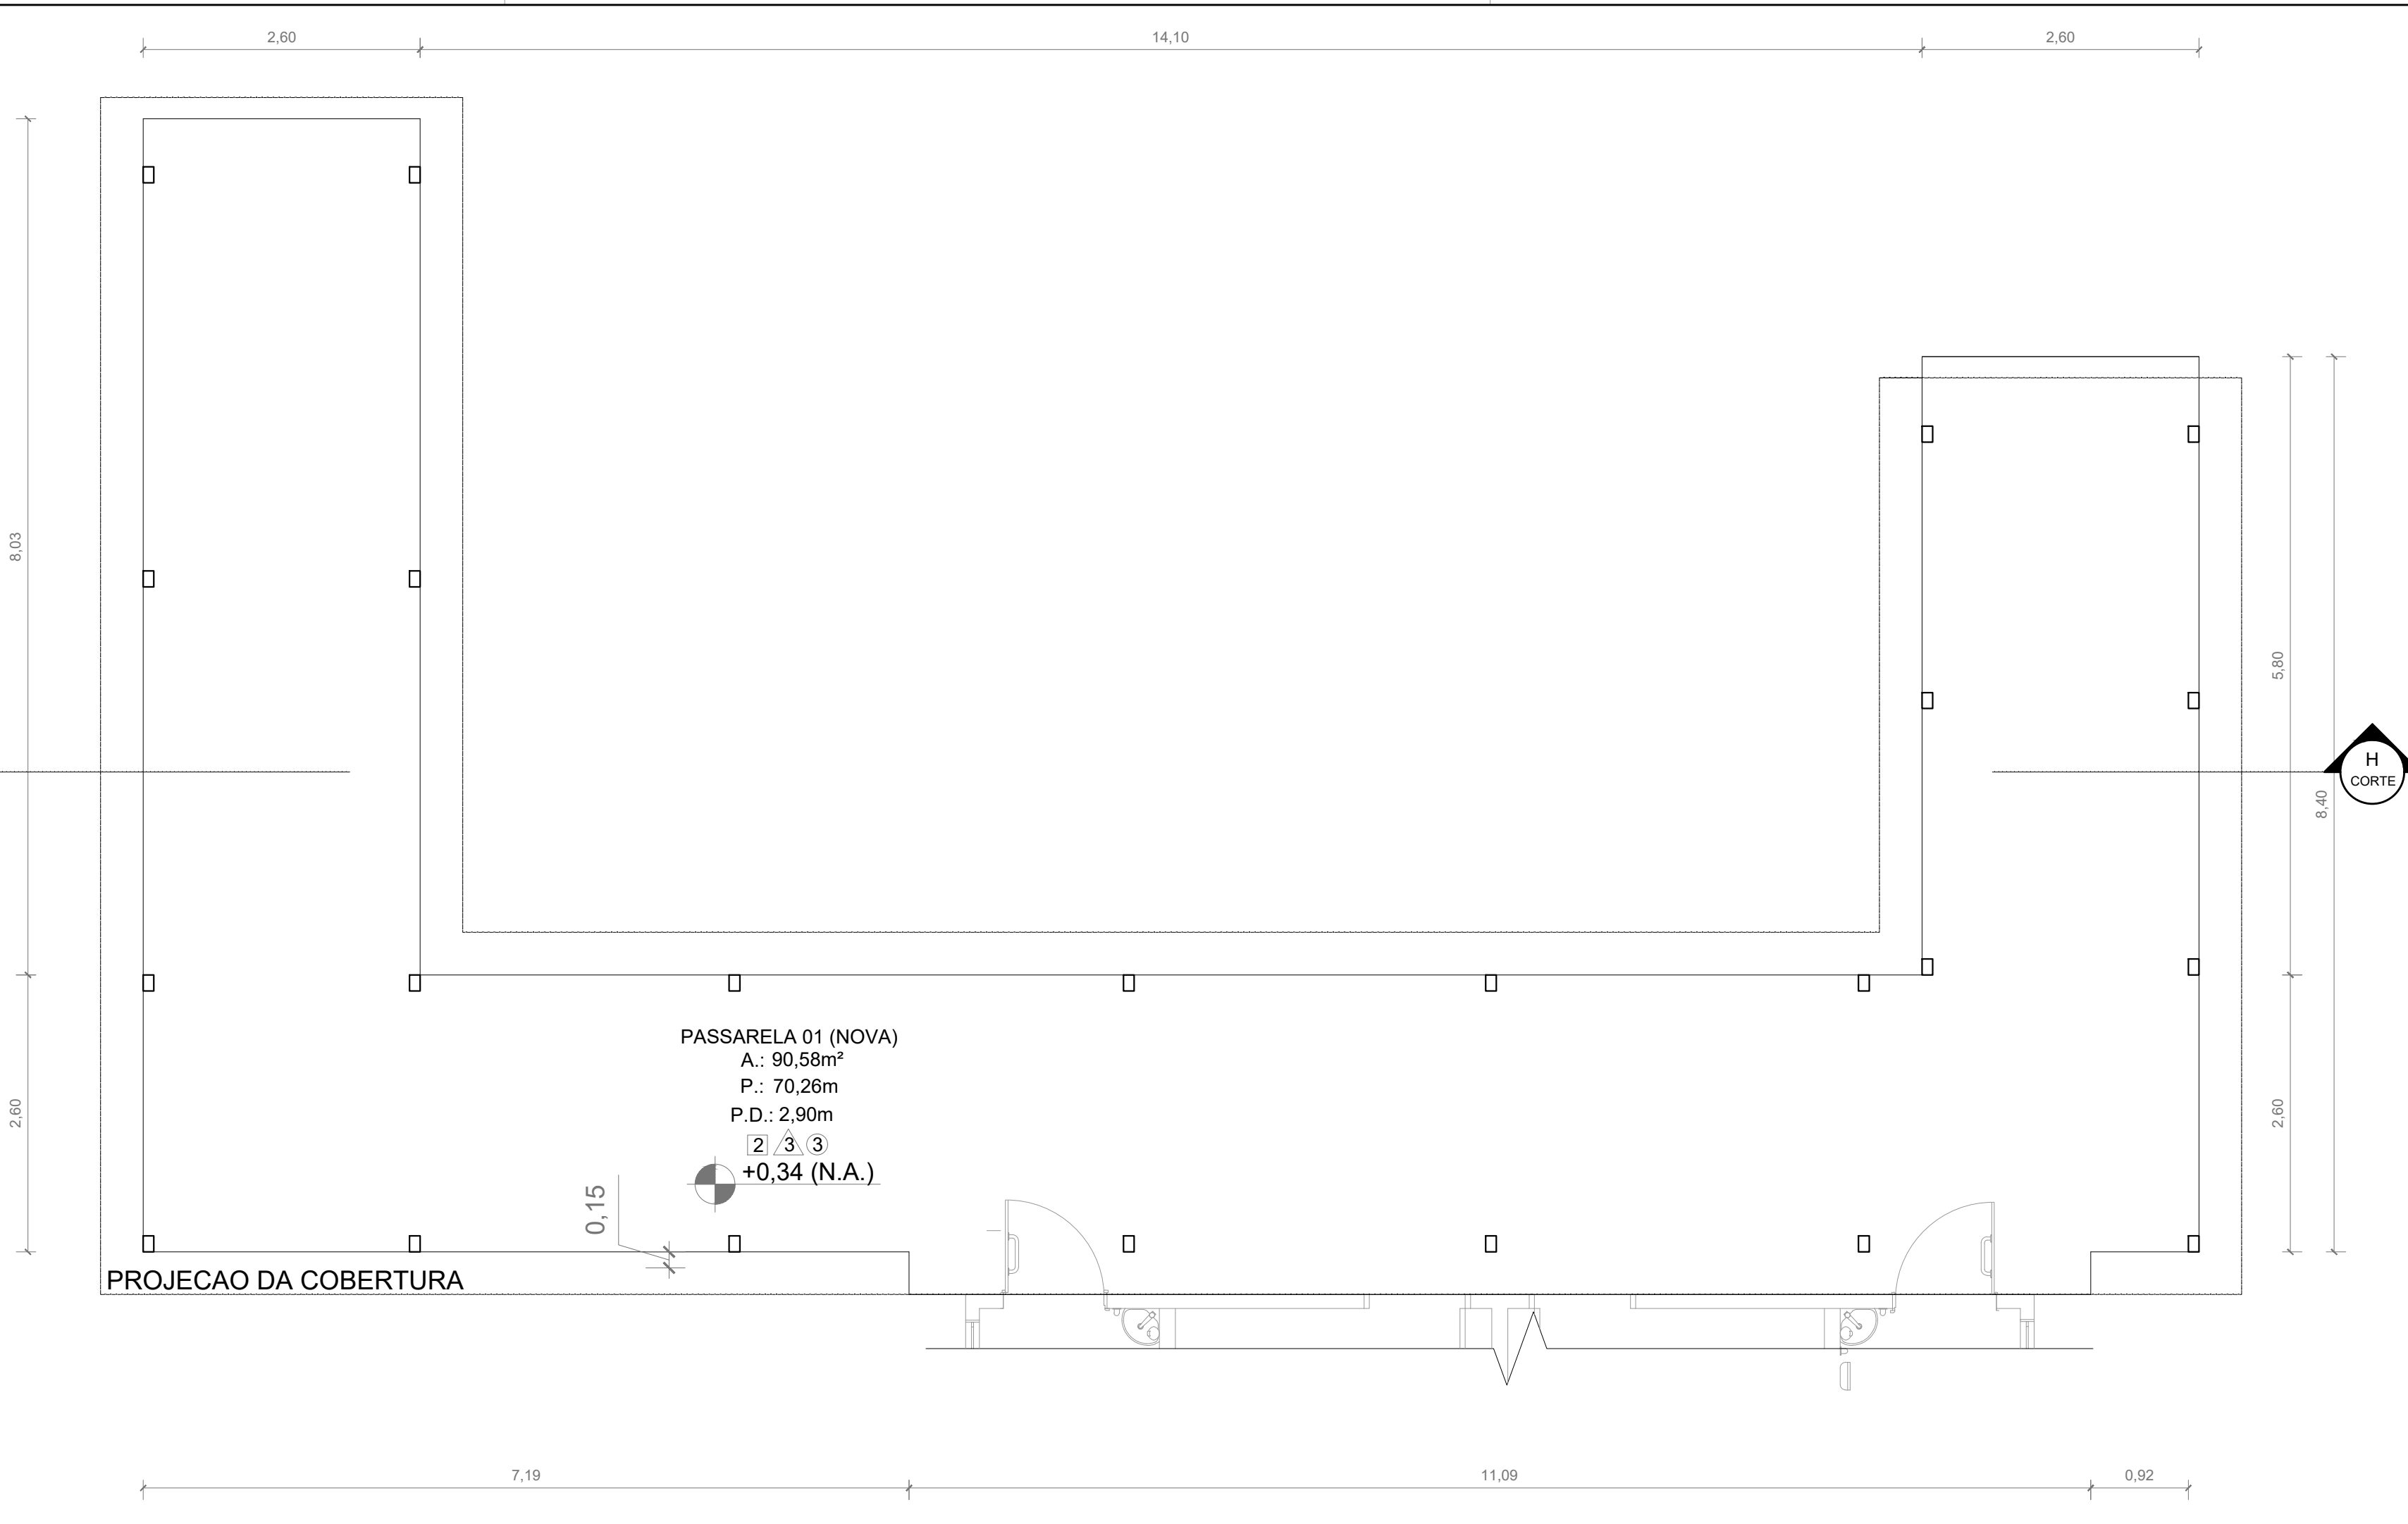 2,60
14,10
2,60
8,03
5,80
H
CORTE
8,40
PASSARELA 01 (NOVA)
A.: 90,58m²
P.: 70,26m
P.D.: 2,90m
2 3 3
+0,34 (N.A.)
2,60
2,60
0,15
PROJECAO DA COBERTURA
7,19
11,09
0,92